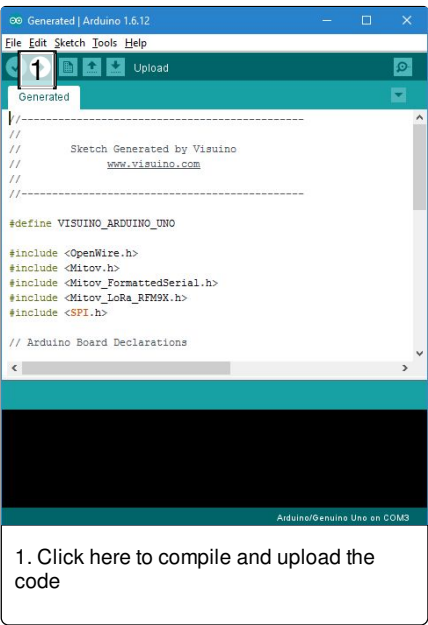 Generated | Arduino 1.6.12
File Edit Sketch Tools Help
1 Upload
Generated
//----------------------------------------------
//
// Sketch Generated by Visuino
// www.visuino.com
//
//----------------------------------------------
#define VISUINO_ARDUINO_UNO
#include <OpenWire.h>
#include <Mitov.h>
#include <Mitov_FormattedSerial.h>
#include <Mitov_LoRa_RFM9X.h>
#include <SPI.h>
// Arduino Board Declarations
Arduino/Genuino Uno on COM3
1. Click here to compile and upload the
code